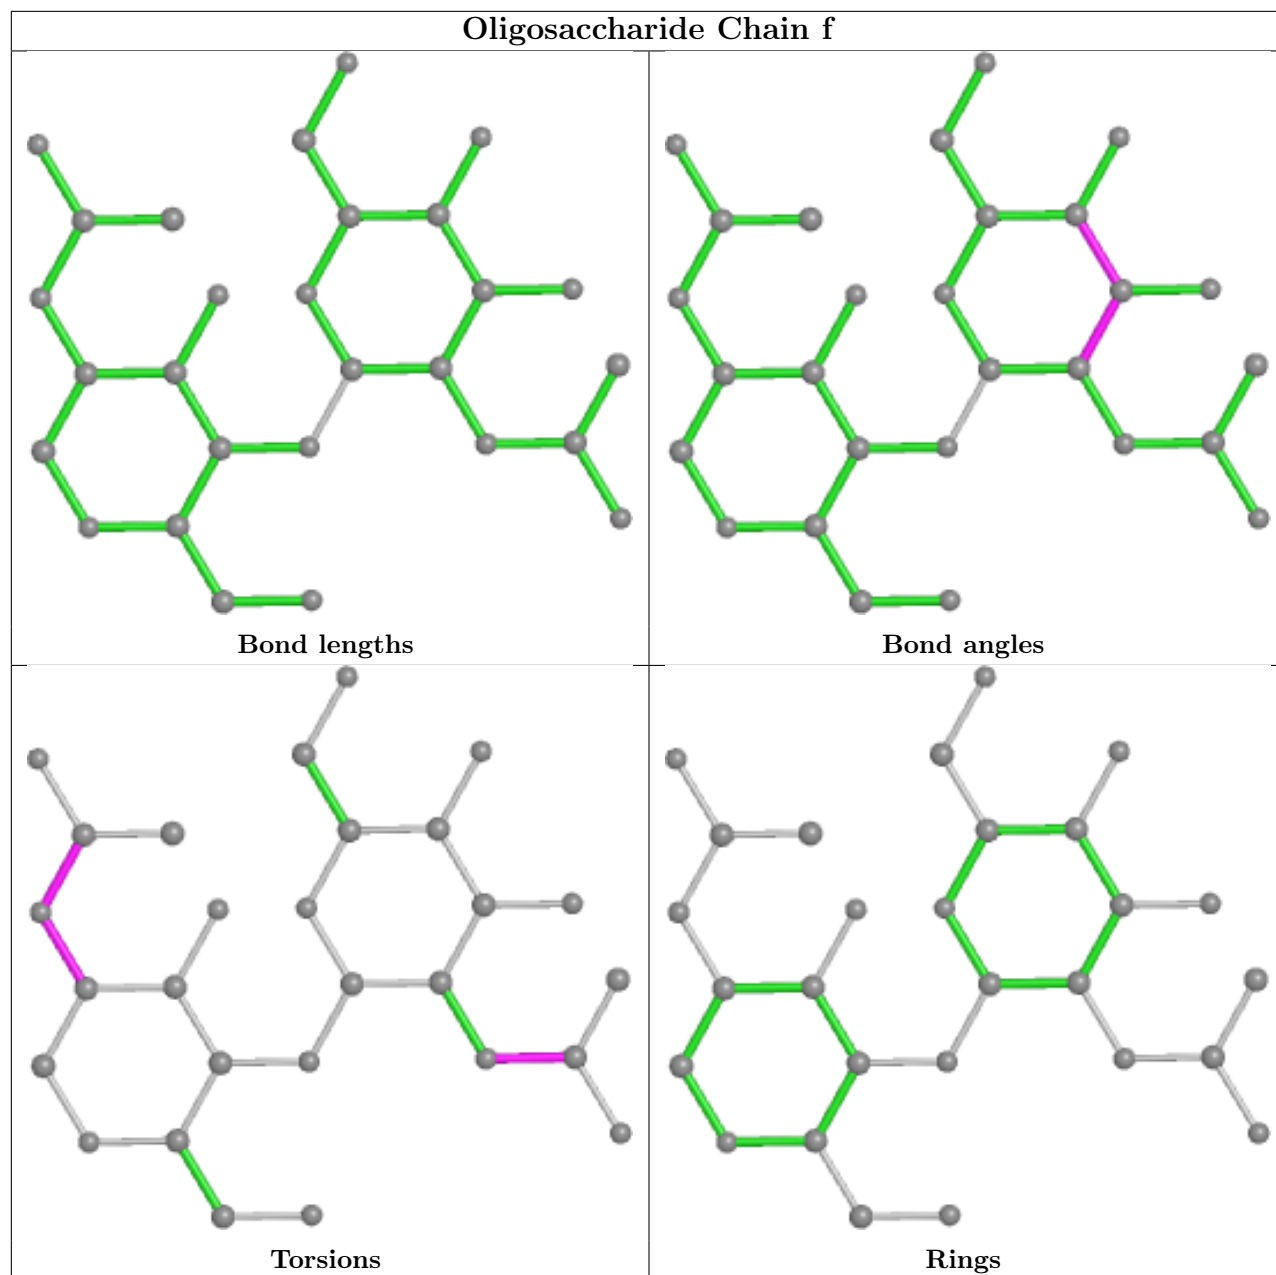 Oligosaccharide Chain f
Bond lengths
Bond angles
Torsions
Rings